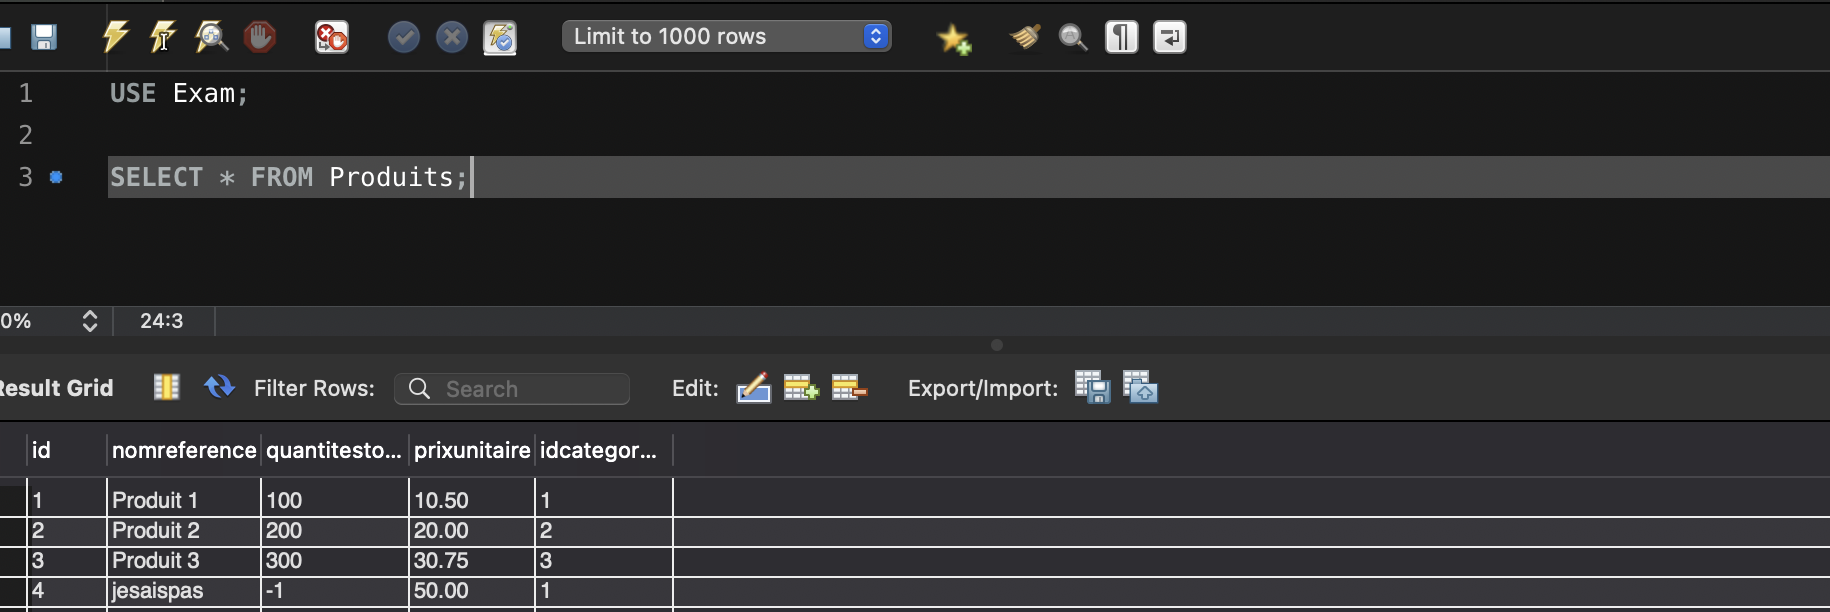 Limit to 1000 rows
1 USE Exam;
2
3 SELECT * FROM Produits;
0% 24:3
Result Grid Filter Rows: Search Edit: Export/Import:
id nomreference quantitesto... prixunitaire idcategor...
1 Produit 1 100 10.50 1
2 Produit 2 200 20.00 2
3 Produit 3 300 30.75 3
4 jesaispas -1 50.00 1